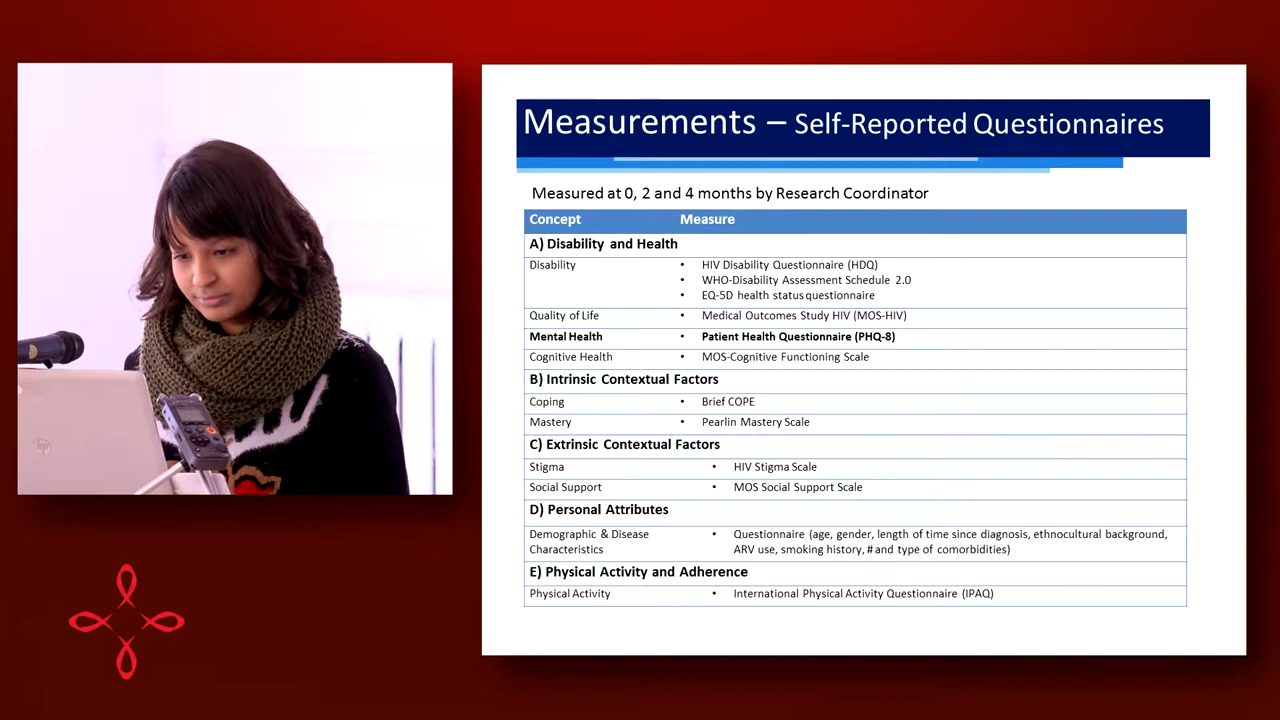 Measurements – Self-Reported Questionnaires
Measured at 0, 2 and 4 months by Research Coordinator
Concept Measure
A) Disability and Health
Disability • HIV Disability Questionnaire (HDQ)
• WHO-Disability Assessment Schedule 2.0
• EQ-5D health status questionnaire
Quality of Life • Medical Outcomes Study HIV (MOS-HIV)
Mental Health • Patient Health Questionnaire (PHQ-8)
Cognitive Health • MOS-Cognitive Functioning Scale
B) Intrinsic Contextual Factors
Coping • Brief COPE
Mastery • Pearlin Mastery Scale
C) Extrinsic Contextual Factors
Stigma • HIV Stigma Scale
Social Support • MOS Social Support Scale
D) Personal Attributes
Demographic & Disease • Questionnaire (age, gender, length of time since diagnosis, ethnocultural background,
Characteristics ARV use, smoking history, # and type of comorbidities)
E) Physical Activity and Adherence
Physical Activity • International Physical Activity Questionnaire (IPAQ)
hp